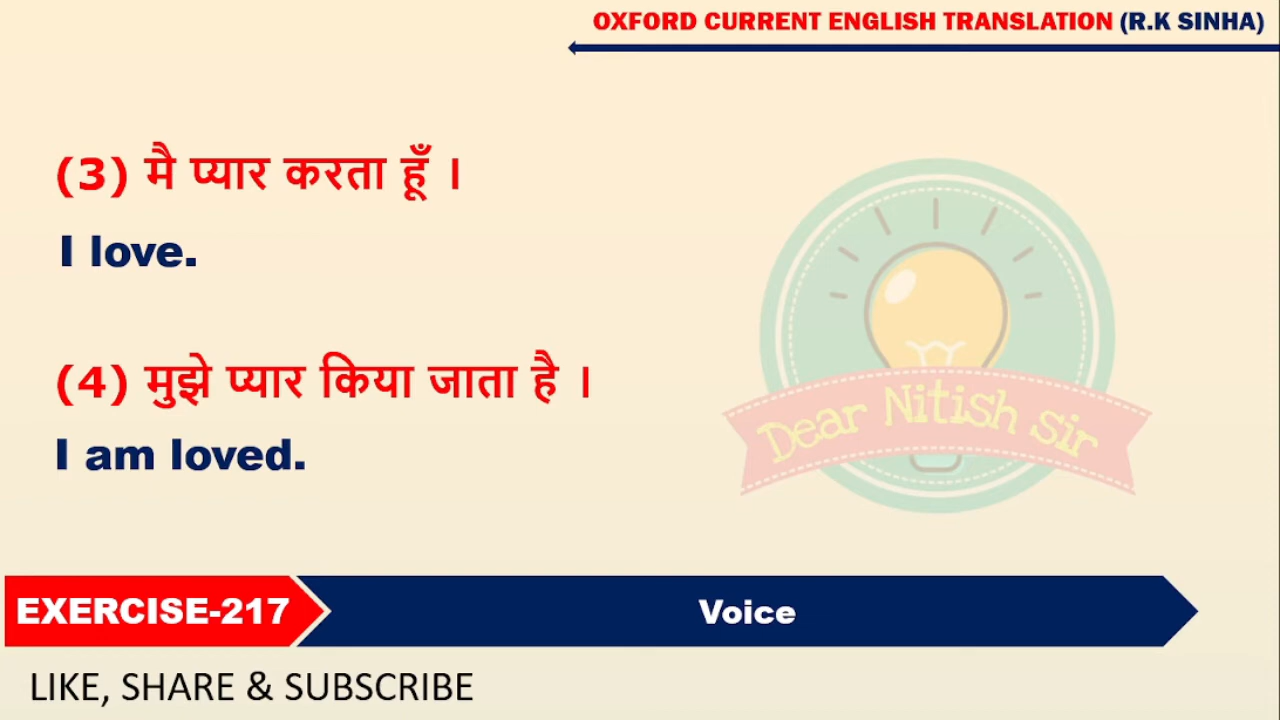 OXFORD CURRENT ENGLISH TRANSLATION (R.K SINHA)
(3) मै प्यार करता हूँ ।
I love.
(4) मुझे प्यार किया जाता है ।
I am loved.
Dear Nitish sir
EXERCISE-217
Voice
LIKE, SHARE & SUBSCRIBE